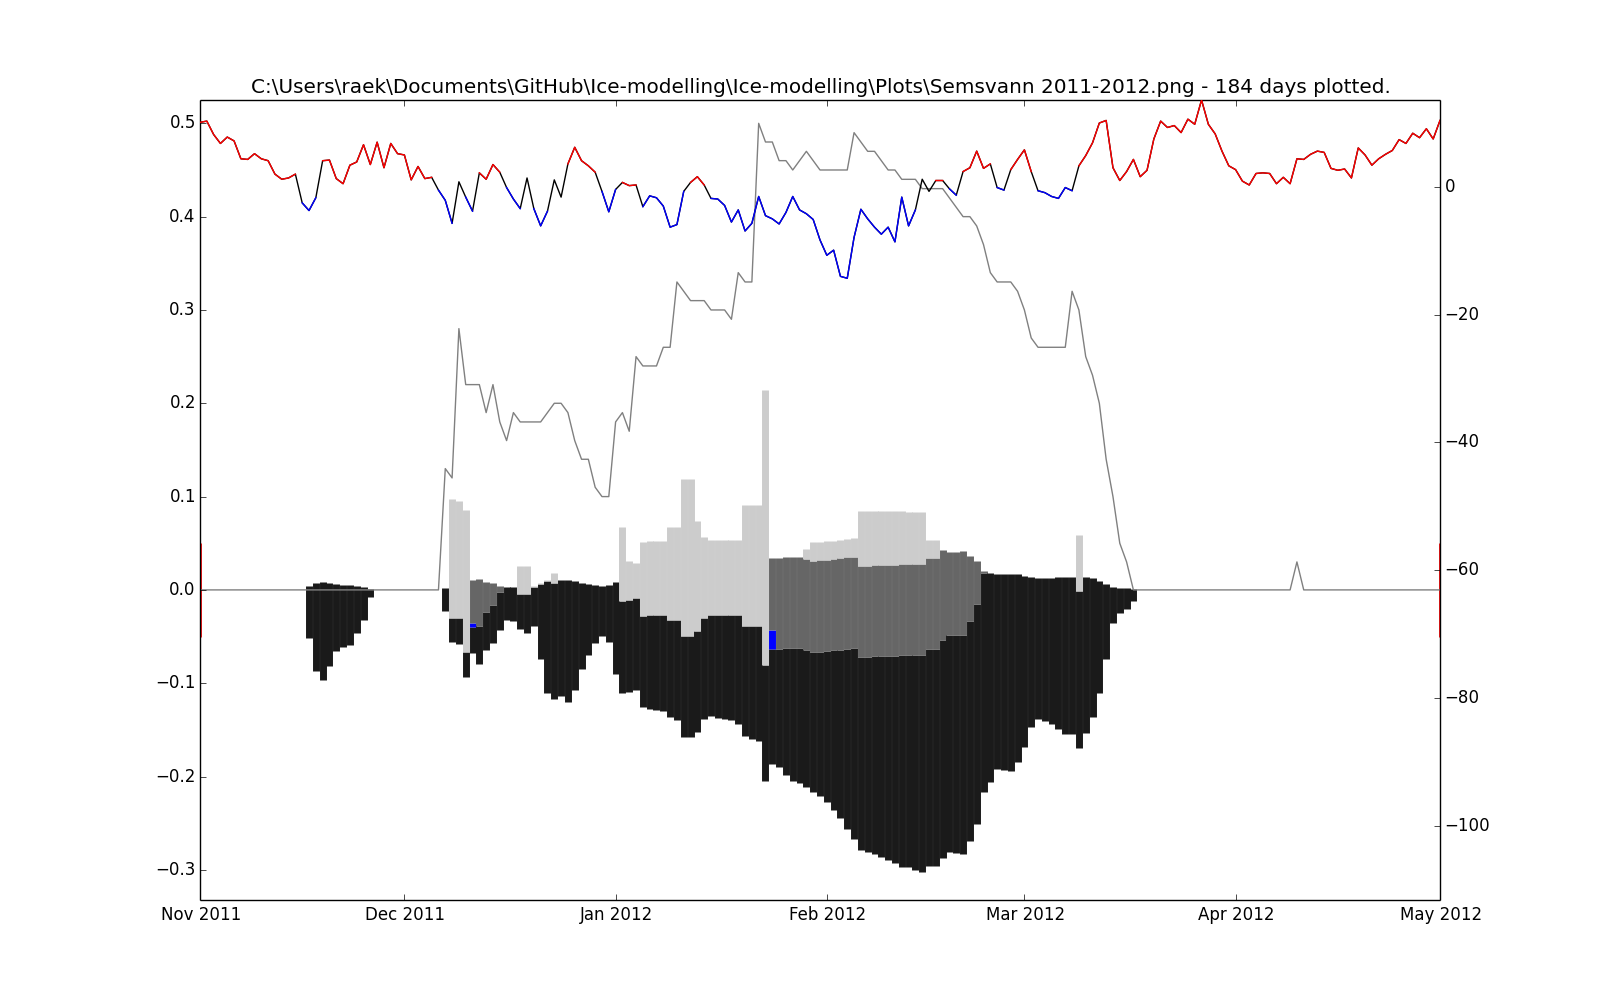 C:\Users\raek\Documents\GitHub\Ice-modelling\Ice-modelling\Plots\Semsvann 2011-2012.png - 184 days plotted.
0.5
0.4
0.3
0.2
0.1
0.0
−0.1
−0.2
−0.3
0
−20
−40
−60
−80
−100
Nov 2011
Dec 2011
Jan 2012
Feb 2012
Mar 2012
Apr 2012
May 2012